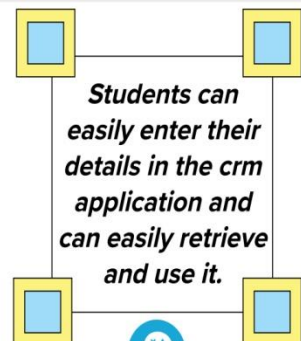 Students can
easily enter their
details in the crm
application and
can easily retrieve
and use it.